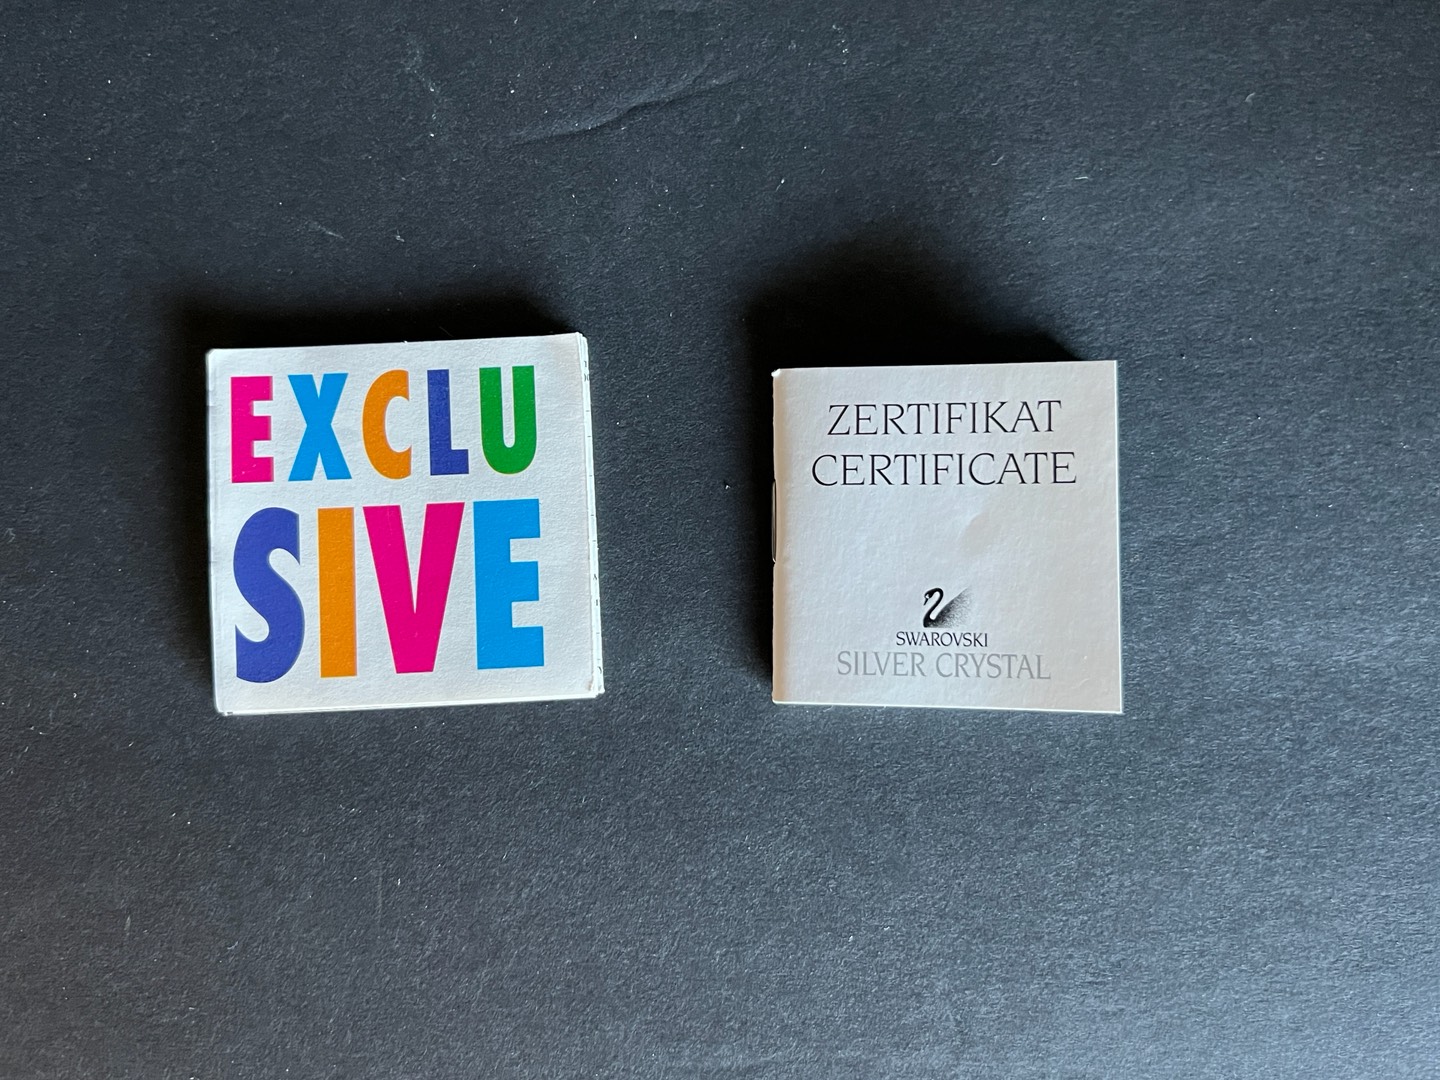 EXCLU
SIVE
ZERTIFIKAT
CERTIFICATE
SWAROVSKI
SILVER CRYSTAL